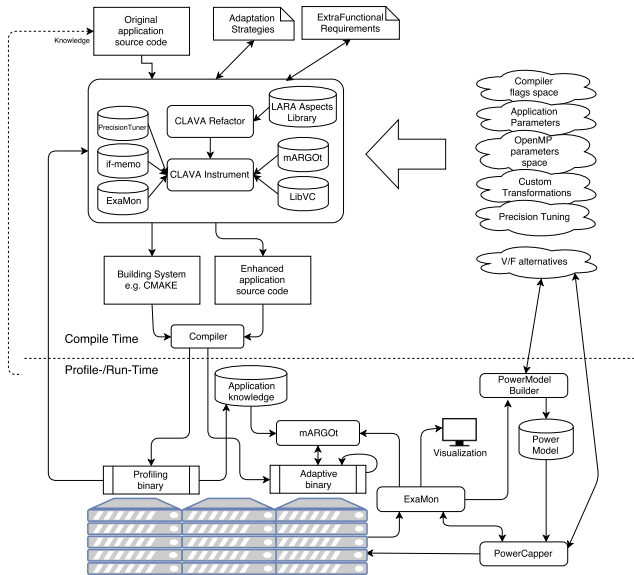 Original
application
source code
Adaptation
Strategies
ExtraFunctional
Requirements
Knowledge
PrecisionTuner
if-memo
ExaMon
CLAVA Refactor
CLAVA Instrument
LARA Aspects
Library
mARGOt
LibVC
Compiler
flags space
Application
Parameters
OpenMP
parameters
space
Custom
Transformations
Precision Tuning
V/F alternatives
Building System
e.g. CMAKE
Enhanced
application
source code
Compiler
Compile Time
Profile-/Run-Time
Application
knowledge
mARGOt
Profiling
binary
Adaptive
binary
Visualization
ExaMon
PowerModel
Builder
Power
Model
PowerCapper